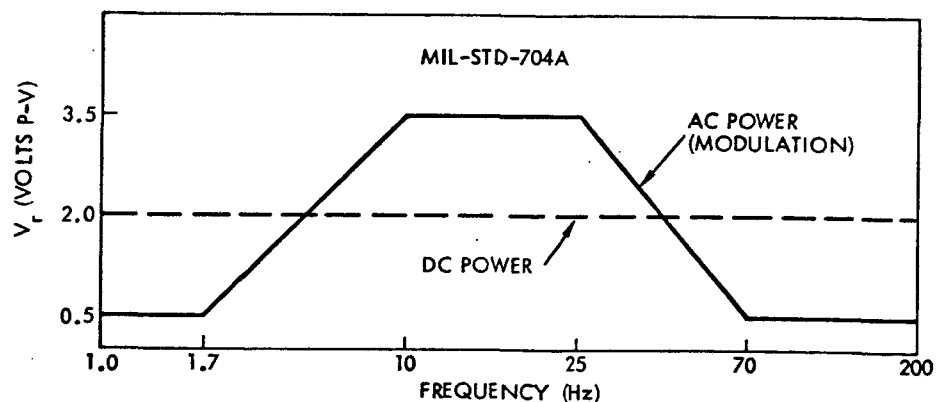 MIL-STD-704A
V_r (VOLTS P-V)
3.5
2.0
0.5
AC POWER
(MODULATION)
DC POWER
1.0 1.7 10 25 70 200
FREQUENCY (Hz)